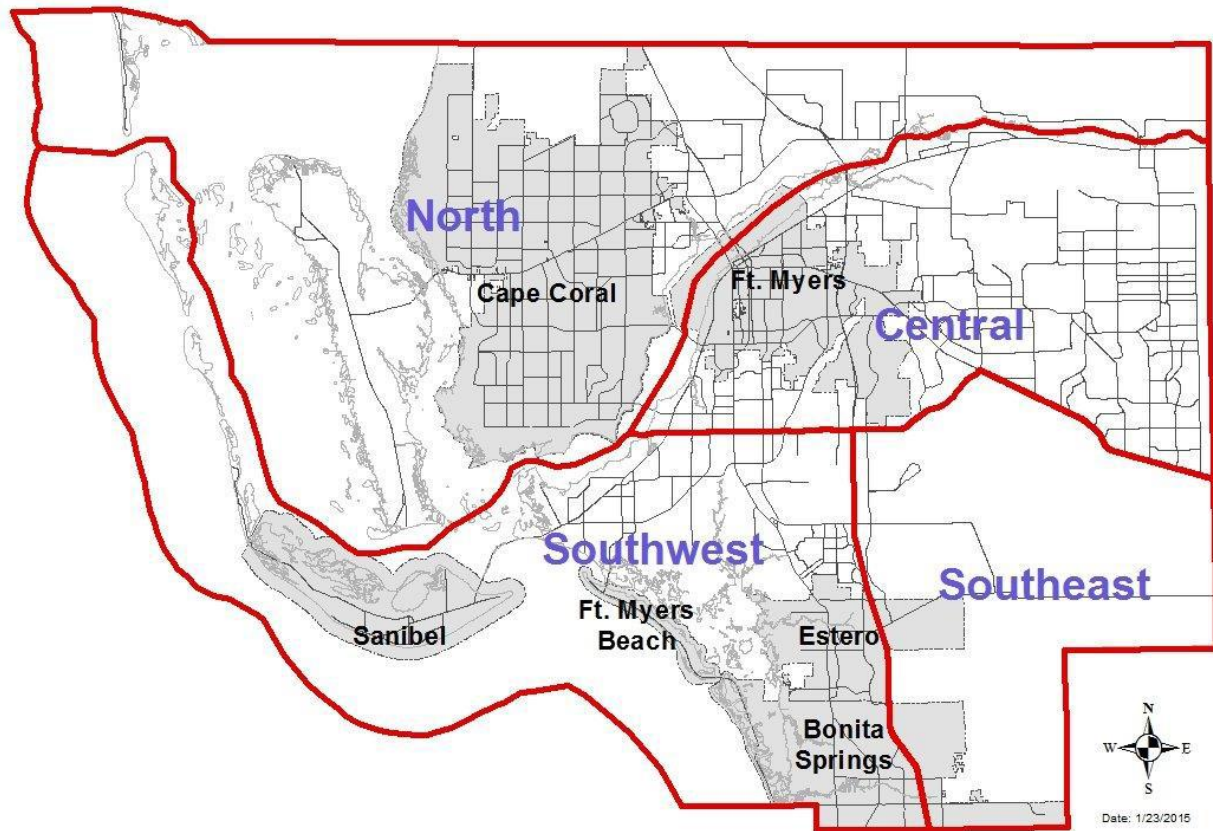 North
Cape Coral
Ft. Myers
Central
Southwest
Southeast
Sanibel
Ft. Myers
Beach
Estero
Bonita
Springs
N
W
E
S
Date: 1/23/2015